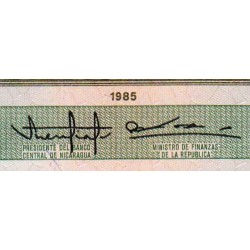 1985
PRESIDENTE DEL BANCO MINISTRO DE FINANZAS
CENTRAL DE NICARAGUA DE LA REPUBLICA